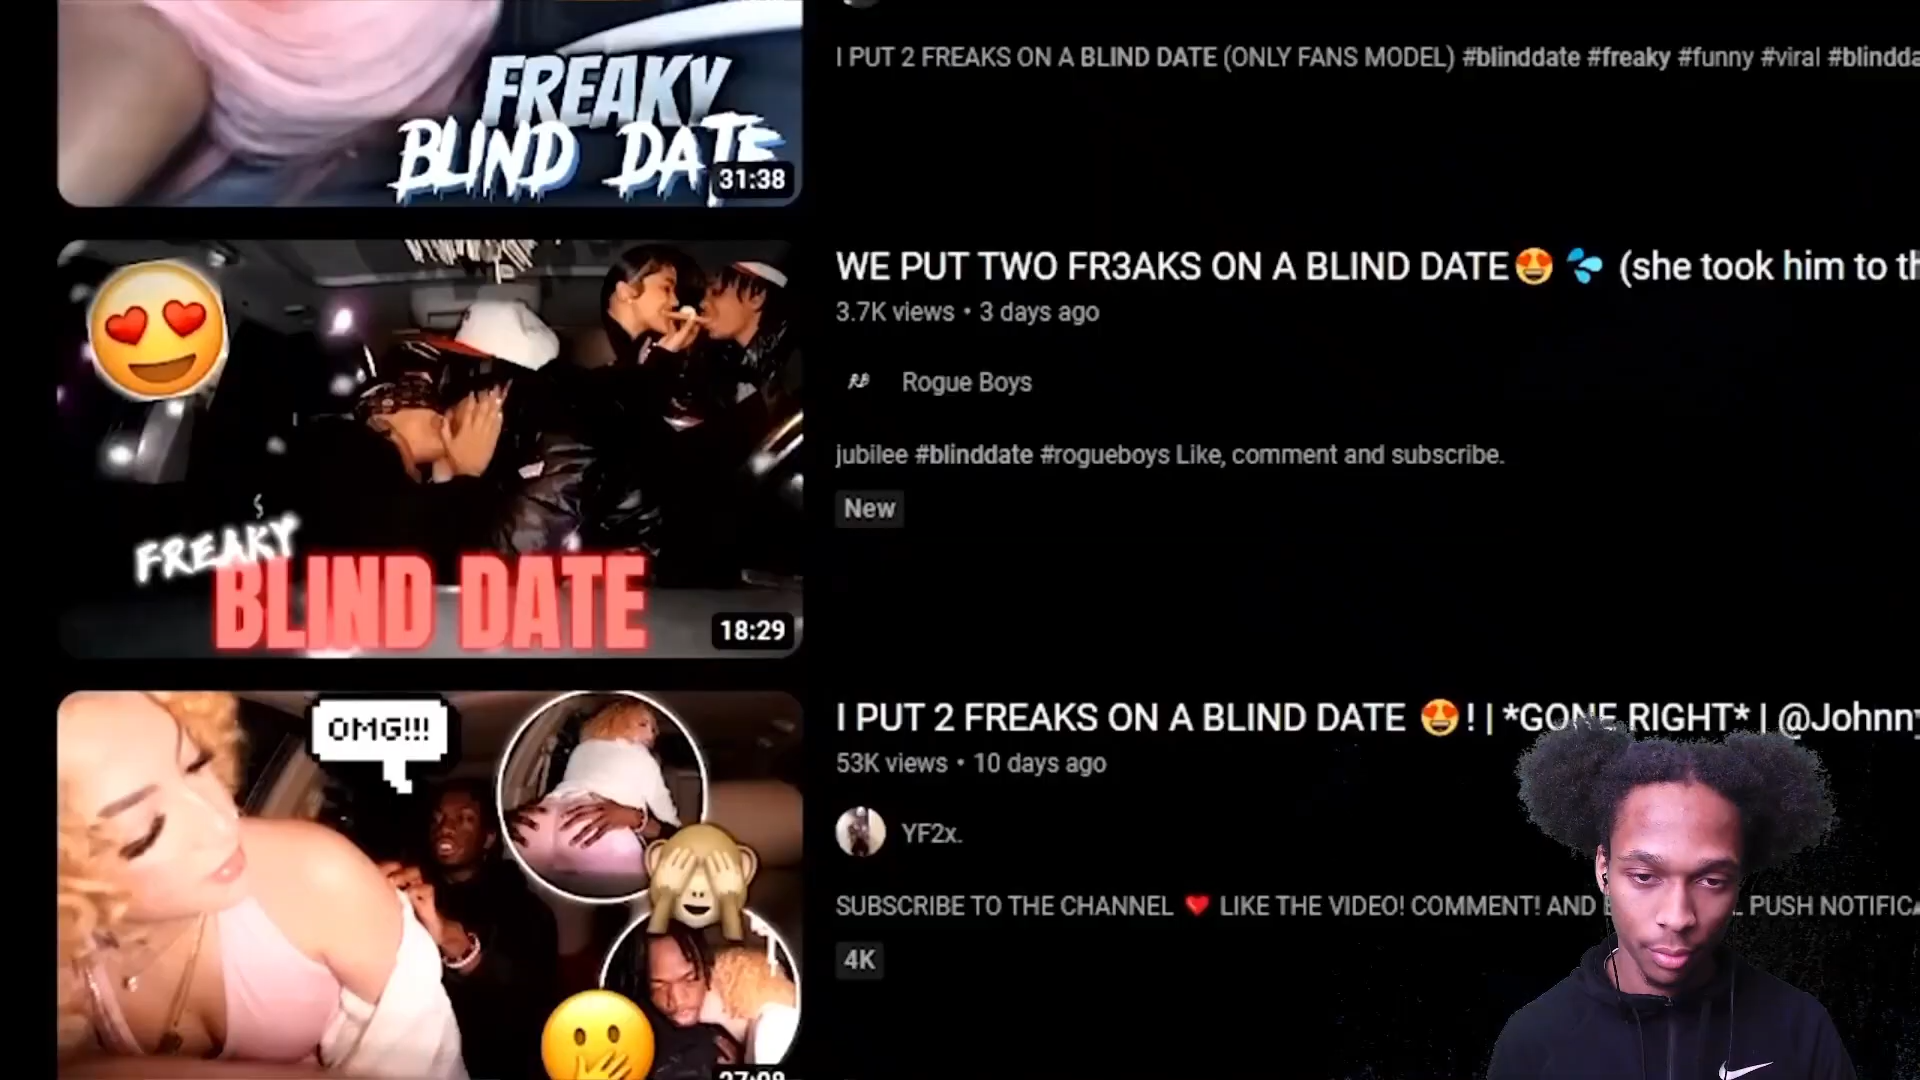 FREAKY
BLIND DATE
31:38
I PUT 2 FREAKS ON A BLIND DATE (ONLY FANS MODEL) #blinddate #freaky #funny #viral
WE PUT TWO FR3AKS ON A BLIND DATE😍 💦 (she took him to
3.7K views • 3 days ago
RB
Rogue Boys
jubilee #blinddate #rogueboys Like, comment and subscribe.
New
FREAKY
BLIND DATE
18:29
OMG!!!
I PUT 2 FREAKS ON A BLIND DATE 😍! | *GONE RIGHT* | @Johnny
53K views • 10 days ago
YF2x.
SUBSCRIBE TO THE CHANNEL ❤️ LIKE THE VIDEO! COMMENT! AND PUSH
4K